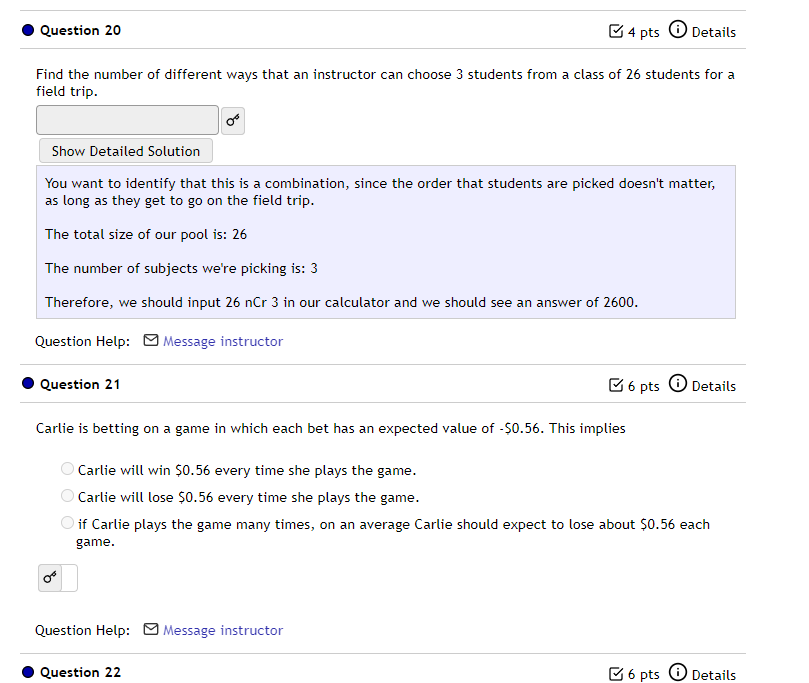 Question 20
4 pts
Details
Find the number of different ways that an instructor can choose 3 students from a class of 26 students for a
field trip.
Show Detailed Solution
You want to identify that this is a combination, since the order that students are picked doesn't matter,
as long as they get to go on the field trip.
The total size of our pool is: 26
The number of subjects we're picking is: 3
Therefore, we should input 26 nCr 3 in our calculator and we should see an answer of 2600.
Question Help: Message instructor
Question 21
6 pts
Details
Carlie is betting on a game in which each bet has an expected value of -$0.56. This implies
Carlie will win $0.56 every time she plays the game.
Carlie will lose $0.56 every time she plays the game.
if Carlie plays the game many times, on an average Carlie should expect to lose about $0.56 each
game.
Question Help: Message instructor
Question 22
6 pts
Details